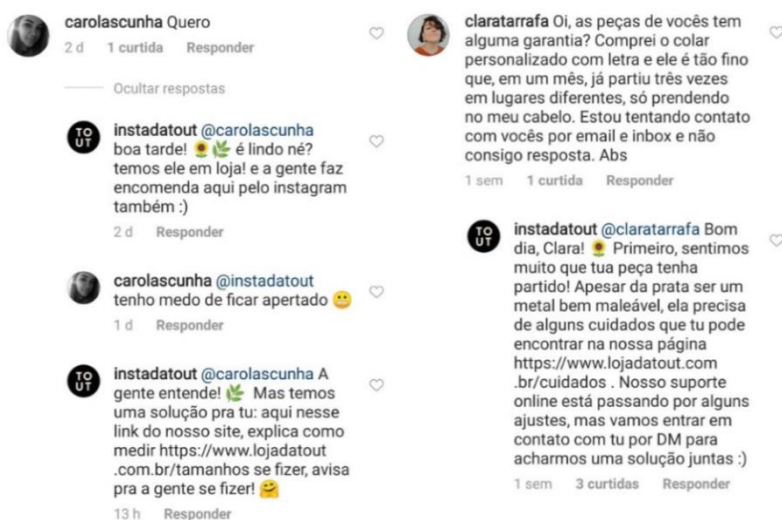 carolascunha Quero
2 d 1 curtida Responder
Ocultar respostas
TO
UT
instadatout @carolascunha
boa tarde! 🌻🌿 é lindo né?
temos ele em loja! e a gente faz
encomenda aqui pelo instagram
também :)
2 d Responder
carolascunha @instadatout
tenho medo de ficar apertado 😬
1 d Responder
TO
UT
instadatout @carolascunha A
gente entende! 🌿 Mas temos
uma solução pra tu: aqui nesse
link do nosso site, explica como
medir https://www.lojadatout
.com.br/tamanhos se fizer, avisa
pra a gente se fizer! 🤗
13 h Responder
claratarrafa Oi, as peças de vocês tem
alguma garantia? Comprei o colar
personalizado com letra e ele é tão fino
que, em um mês, já partiu três vezes
em lugares diferentes, só prendendo
no meu cabelo. Estou tentando contato
com vocês por email e inbox e não
consigo resposta. Abs
1 sem 1 curtida Responder
TO
UT
instadatout @claratarrafa Bom
dia, Clara! 🌻 Primeiro, sentimos
muito que tua peça tenha
partido! Apesar da prata ser um
metal bem maleável, ela precisa
de alguns cuidados que tu pode
encontrar na nossa página
https://www.lojadatout.com
.br/cuidados . Nosso suporte
online está passando por alguns
ajustes, mas vamos entrar em
contato com tu por DM para
acharmos uma solução juntas :)
1 sem 3 curtidas Responder